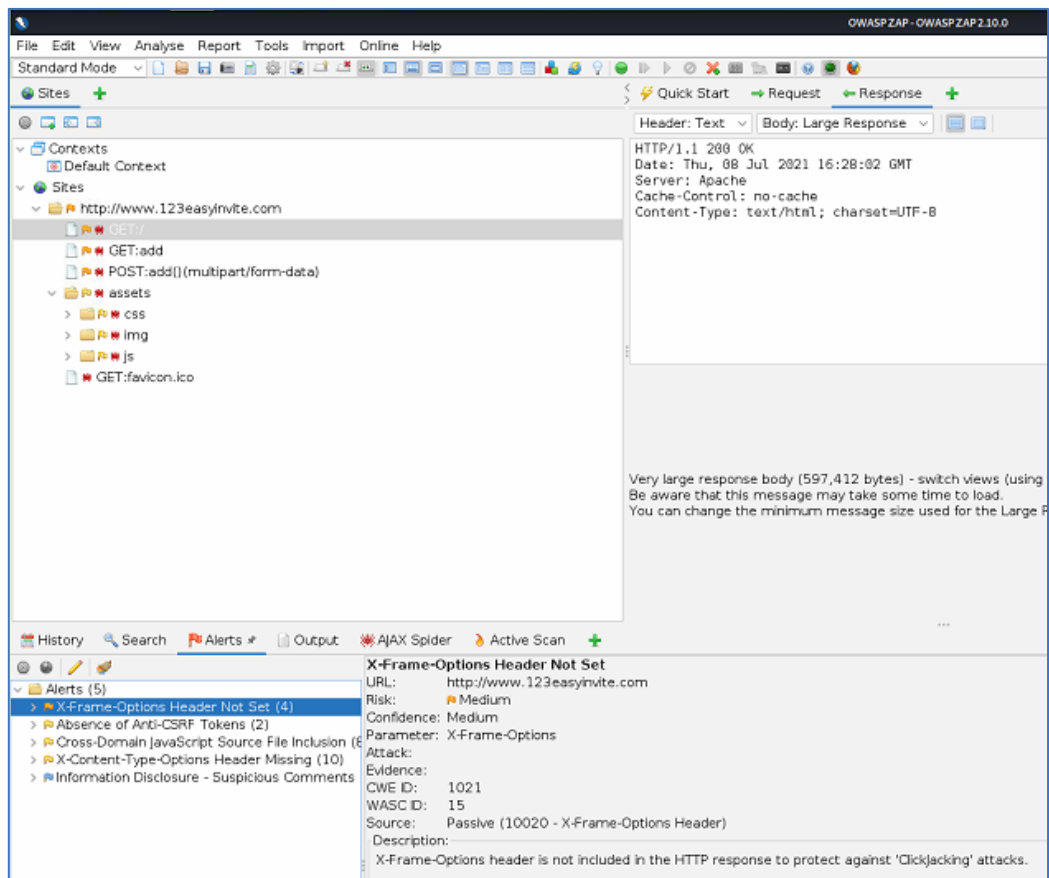 OWASP ZAP - OWASP ZAP 2.10.0
File Edit View Analyse Report Tools Import Online Help
Standard Mode
Sites
Quick Start Request Response
Header: Text Body: Large Response
Contexts
Default Context
Sites
http://www.123easyinvite.com
GET:/
GET:add
POST:add()(multipart/form-data)
assets
css
img
js
GET:favicon.ico
HTTP/1.1 200 OK
Date: Thu, 08 Jul 2021 16:28:02 GMT
Server: Apache
Cache-Control: no-cache
Content-Type: text/html; charset=UTF-8
Very large response body (597,412 bytes) - switch views (using
Be aware that this message may take some time to load.
You can change the minimum message size used for the Large
History Search Alerts Output AJAX Spider Active Scan
Alerts (5)
X-Frame-Options Header Not Set (4)
Absence of Anti-CSRF Tokens (2)
Cross-Domain JavaScript Source File Inclusion
X-Content-Type-Options Header Missing (10)
Information Disclosure - Suspicious Comments
X-Frame-Options Header Not Set
URL: http://www.123easyinvite.com
Risk: Medium
Confidence: Medium
Parameter: X-Frame-Options
Attack:
Evidence:
CWE ID: 1021
WASC ID: 15
Source: Passive (10020 - X-Frame-Options Header)
Description:
X-Frame-Options header is not included in the HTTP response to protect against 'ClickJacking' attacks.